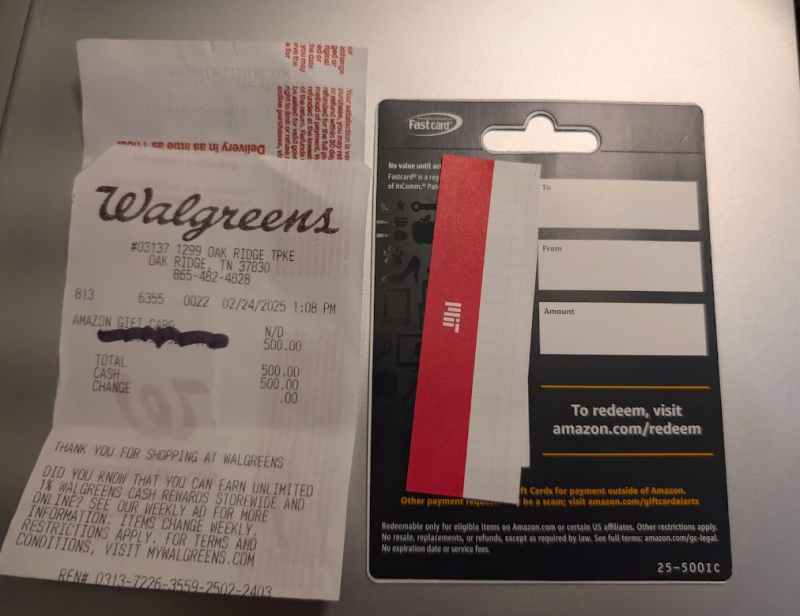 Delivery in as little as 1 hour
Walgreens
#03137 1299 OAK RIDGE TPKE
OAK RIDGE, TN 37830
865-482-4828
813 6355 0022 02/24/2025 1:08 PM
AMAZON GIFT CARD
N/D
500.00
TOTAL 500.00
CASH 500.00
CHANGE .00
THANK YOU FOR SHOPPING AT WALGREENS
DID YOU KNOW THAT YOU CAN EARN UNLIMITED
1% WALGREENS CASH REWARDS STOREWIDE AND
ONLINE? SEE OUR WEEKLY AD FOR MORE
INFORMATION. ITEMS CHANGE WEEKLY
RESTRICTIONS APPLY. FOR TERMS AND
CONDITIONS, VISIT MYWALGREENS.COM
RFN# 0313-7226-3559-2502-2403
Fastcard
No value until
Fastcard® is a
of InComm.
To
From
Amount
MIT
To redeem, visit
amazon.com/redeem
Cards for payment outside of Amazon.
Other payment be a scam; visit amazon.com/giftcardalerts
Redeemable only for eligible items on Amazon.com or certain US affiliates. Other restrictions apply.
No resale, replacements, or refunds, except as required by law. See full terms: amazon.com/gc-legal.
No expiration date or service fees.
25-5001C